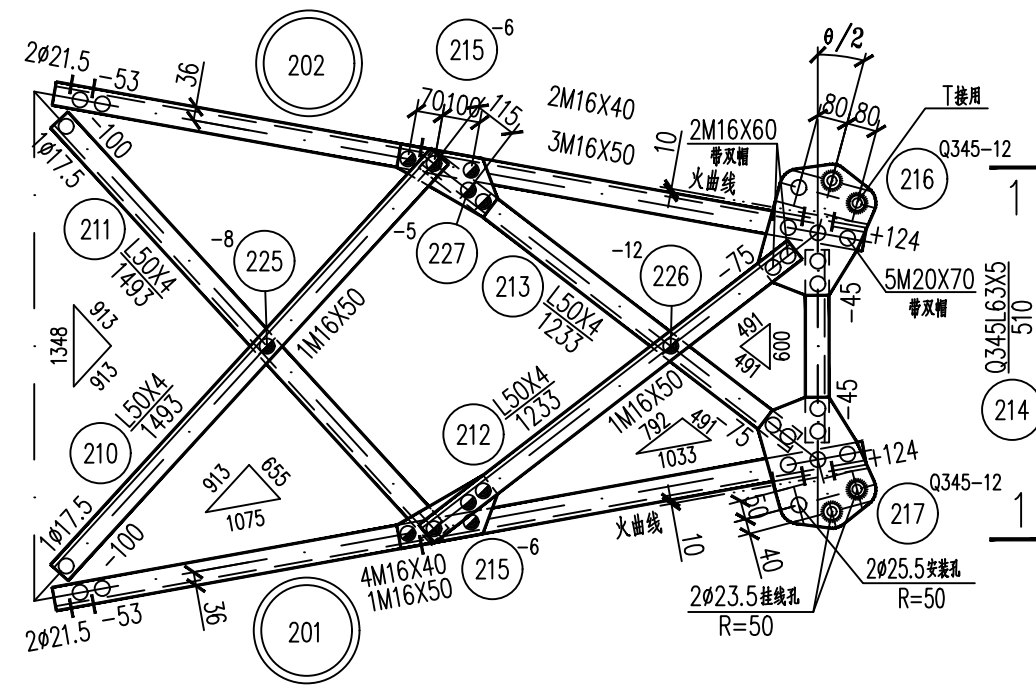 2ø21.5
-53
36
202
215
-6
70
100
115
2M16X40
3M16X50
10
2M16X60
带双帽
火曲线
θ/2
80
80
T接用
Q345-12
216
1
+124
5M20X70
带双帽
-100
1ø17.5
211
L50X4
1493
-8
225
-5
227
213
L50X4
1233
-12
226
-75
-45
Q345L63X5
510
214
1348
913
913
1M16X50
491
491
600
210
L50X4
1493
212
L50X4
1233
1M16X50
792
491
1033
-75
-45
+124
913
655
1075
1ø17.5
-100
Q345-12
217
1
火曲线
10
50
40
2ø25.5安装孔
R=50
2ø23.5挂线孔
R=50
4M16X40
1M16X50
215
-6
36
2ø21.5
-53
201